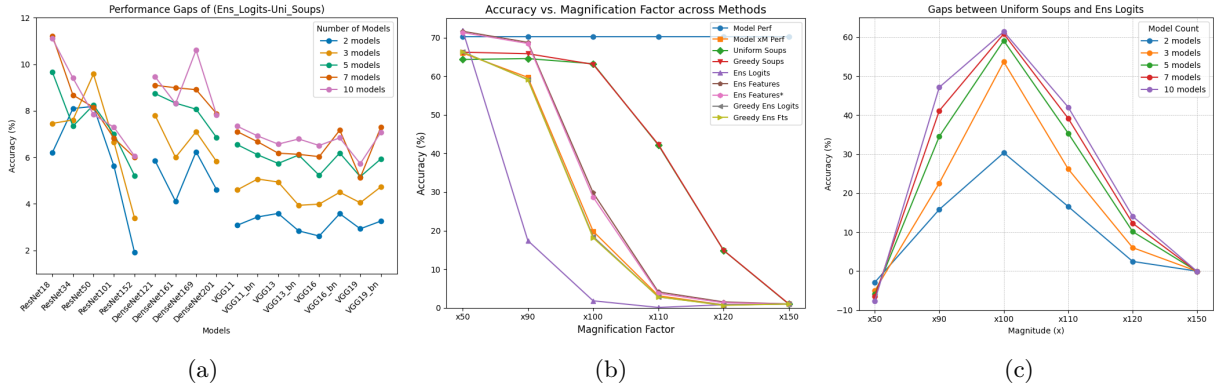 Performance Gaps of (Ens_Logits-Uni_Soups)
Number of Models
2 models
3 models
5 models
7 models
10 models
12
10
8
6
4
2
Accuracy (%)
ResNet18
ResNet34
ResNet50
ResNet101
ResNet152
DenseNet121
DenseNet161
DenseNet169
DenseNet201
VGG11
VGG11_bn
VGG13
VGG13_bn
VGG16
VGG16_bn
VGG19
VGG19_bn
Models
(a)
Accuracy vs. Magnification Factor across Methods
Model Perf
Model xM Perf
Uniform Soups
Greedy Soups
Ens Logits
Ens Features
Ens Features*
Greedy Ens Logits
Greedy Ens Fts
70
60
50
40
30
20
10
0
Accuracy (%)
x50 x90 x100 x110 x120 x150
Magnification Factor
(b)
Gaps between Uniform Soups and Ens Logits
Model Count
2 models
3 models
5 models
7 models
10 models
60
50
40
30
20
10
0
−10
Accuracy (%)
x50 x90 x100 x110 x120 x150
Magnitude (x)
(c)